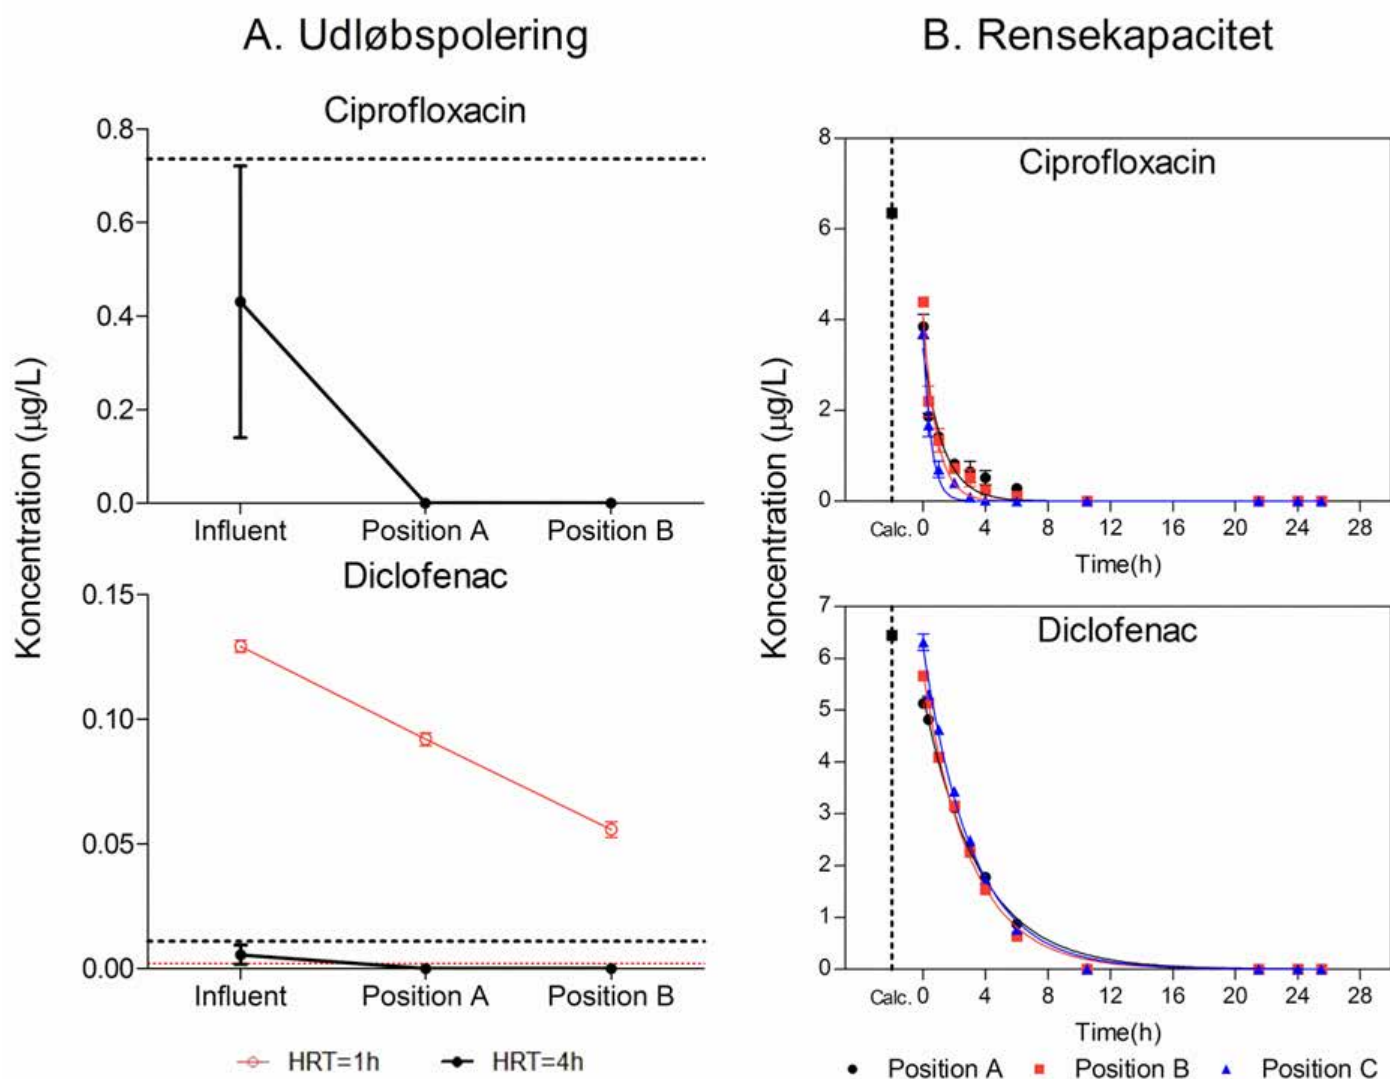 A. Udløbspolering
B. Rensekapacitet
Koncentration (µg/L)
Ciprofloxacin
0.8
0.6
0.4
0.2
0.0
Influent
Position A
Position B
Diclofenac
0.15
0.10
0.05
0.00
Influent
Position A
Position B
HRT=1h
HRT=4h
Koncentration (µg/L)
Ciprofloxacin
8
6
4
2
0
Calc. 0 4 8 12 16 20 24 28
Time(h)
Diclofenac
7
6
5
4
3
2
1
0
Calc. 0 4 8 12 16 20 24 28
Time(h)
Position A
Position B
Position C